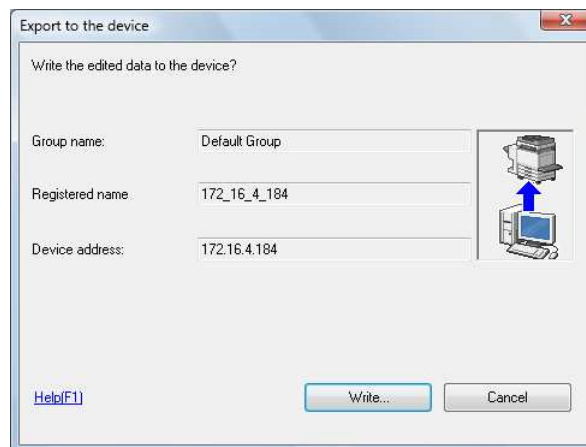 Export to the device
Write the edited data to the device?
Group name: Default Group
Registered name 172_16_4_184
Device address: 172.16.4.184
Help(F1) Write... Cancel